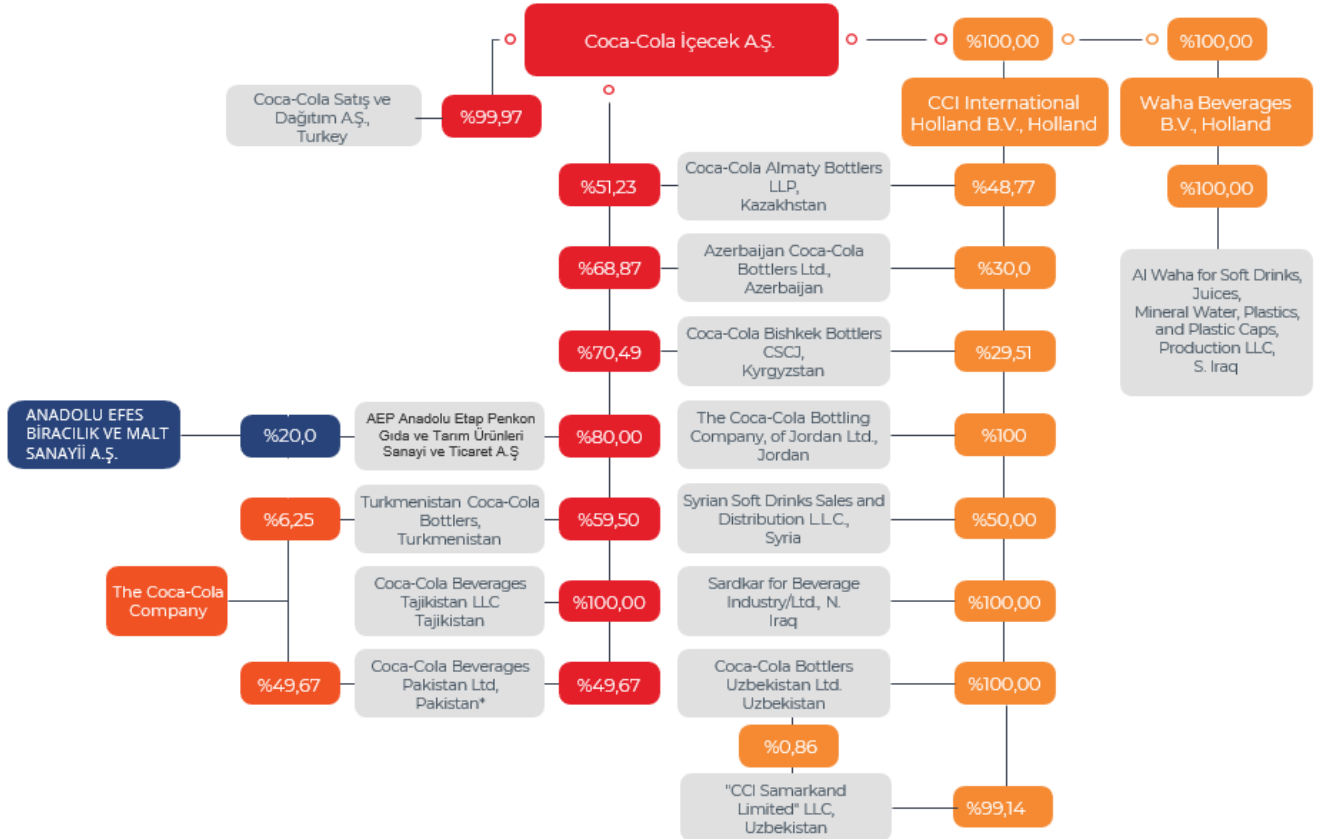 Coca-Cola İçecek A.Ş.
%100,00
%100,00
Coca-Cola Satış ve
Dağıtım A.Ş.,
Turkey
%99,97
CCI International
Holland B.V., Holland
Waha Beverages
B.V., Holland
%51,23
Coca-Cola Almaty Bottlers
LLP,
Kazakhstan
%48,77
%100,00
%68,87
Azerbaijan Coca-Cola
Bottlers Ltd.,
Azerbaijan
%30,0
Al Waha for Soft Drinks,
Juices,
Mineral Water, Plastics,
and Plastic Caps,
Production LLC,
S. Iraq
%70,49
Coca-Cola Bishkek Bottlers
CSCJ,
Kyrgyzstan
%29,51
ANADOLU EFES
BİRACILIK VE MALT
SANAYİİ A.Ş.
%20,0
AEP Anadolu Etap Penkon
Gıda ve Tarım Ürünleri
Sanayi ve Ticaret A.Ş
%80,00
The Coca-Cola Bottling
Company, of Jordan Ltd.,
Jordan
%100
%6,25
Turkmenistan Coca-Cola
Bottlers,
Turkmenistan
%59,50
Syrian Soft Drinks Sales and
Distribution L.L.C.,
Syria
%50,00
The Coca-Cola
Company
Coca-Cola Beverages
Tajikistan LLC
Tajikistan
%100,00
Sardkar for Beverage
Industry/Ltd., N.
Iraq
%100,00
%49,67
Coca-Cola Beverages
Pakistan Ltd,
Pakistan*
%49,67
Coca-Cola Bottlers
Uzbekistan Ltd.
Uzbekistan
%100,00
%0,86
"CCI Samarkand
Limited" LLC,
Uzbekistan
%99,14